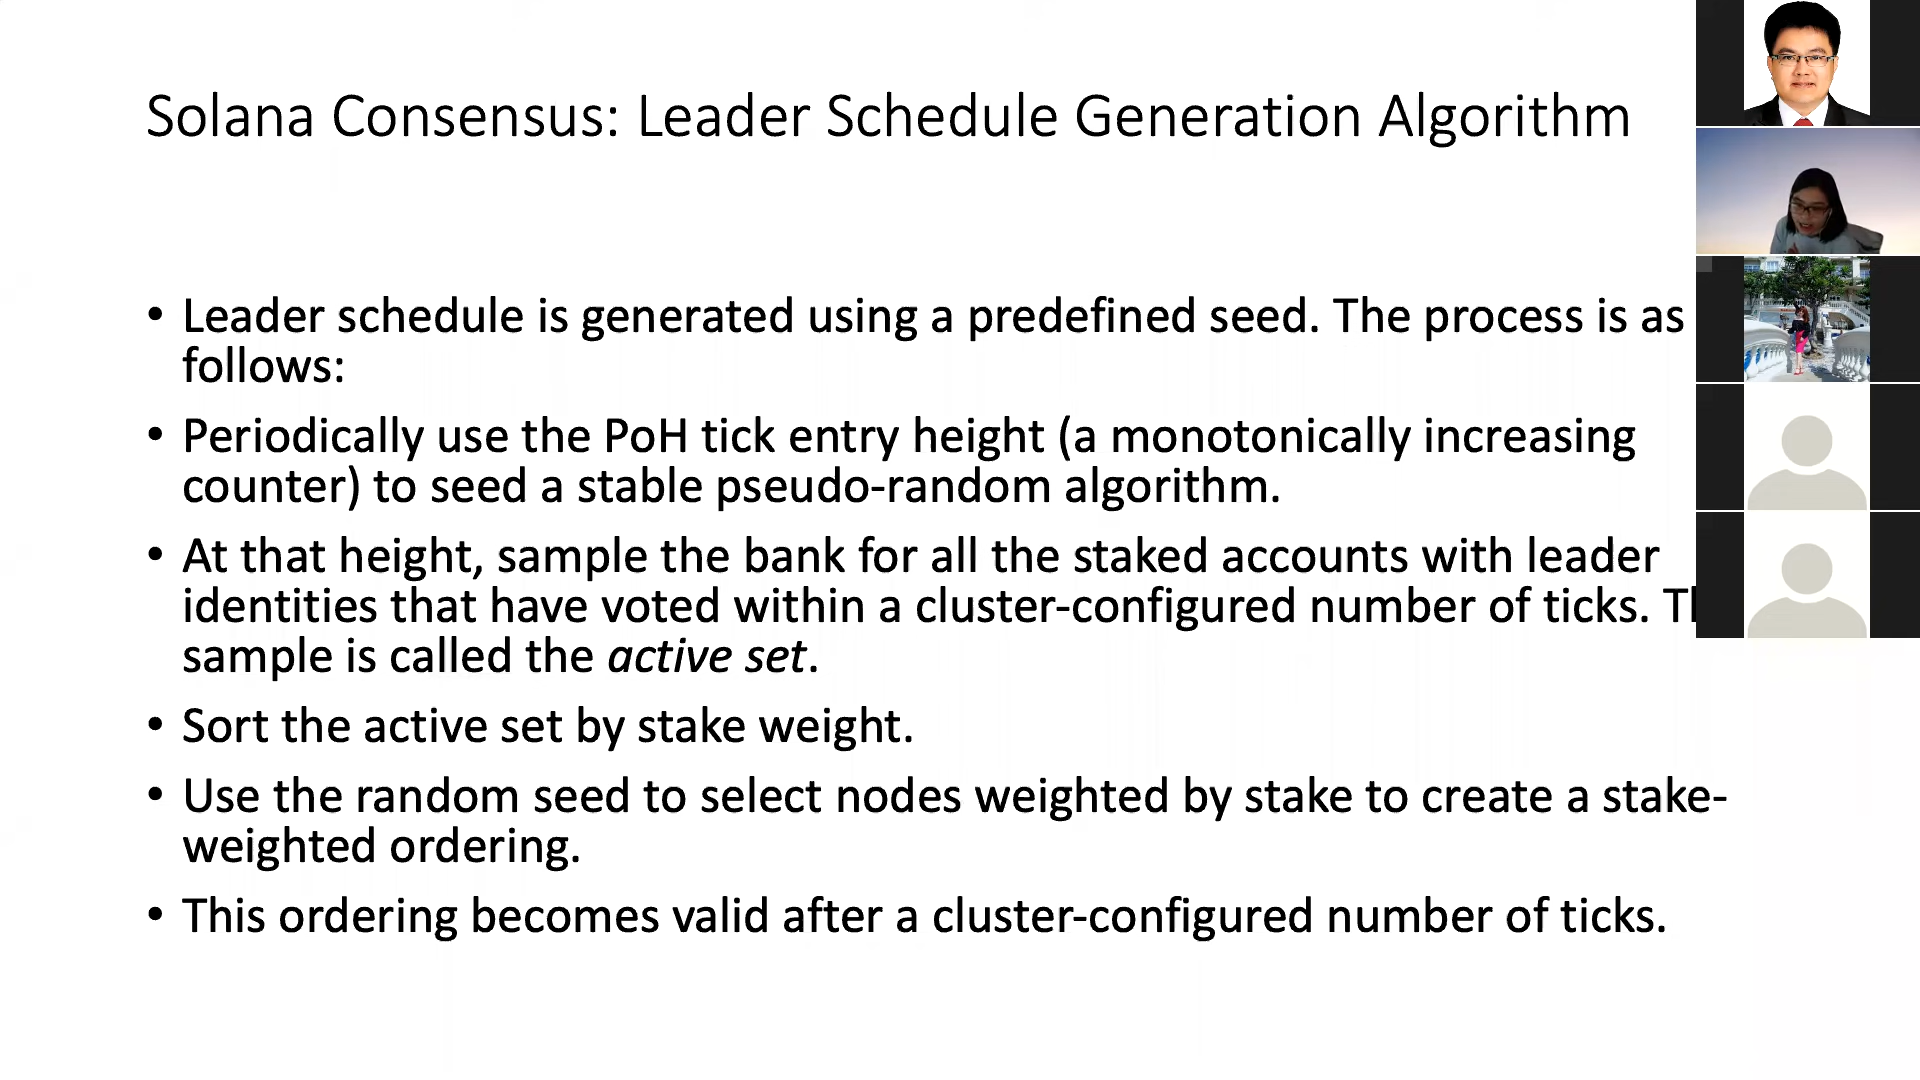 Solana Consensus: Leader Schedule Generation Algorithm
• Leader schedule is generated using a predefined seed. The process is as
follows:
• Periodically use the PoH tick entry height (a monotonically increasing
counter) to seed a stable pseudo-random algorithm.
• At that height, sample the bank for all the staked accounts with leader
identities that have voted within a cluster-configured number of ticks.
sample is called the active set.
• Sort the active set by stake weight.
• Use the random seed to select nodes weighted by stake to create a stake-
weighted ordering.
• This ordering becomes valid after a cluster-configured number of ticks.